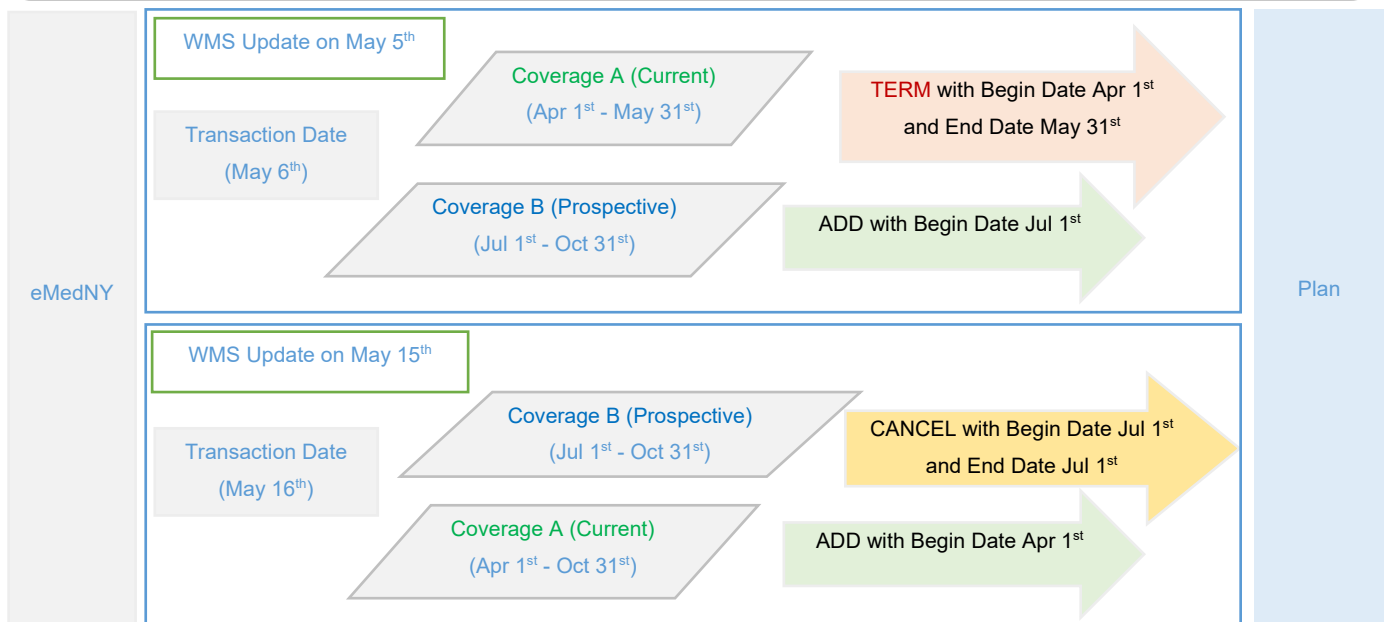 eMedNY
WMS Update on May 5th
Transaction Date
(May 6th)
Coverage A (Current)
(Apr 1st - May 31st)
TERM with Begin Date Apr 1st
and End Date May 31st
Coverage B (Prospective)
(Jul 1st - Oct 31st)
ADD with Begin Date Jul 1st
WMS Update on May 15th
Transaction Date
(May 16th)
Coverage B (Prospective)
(Jul 1st - Oct 31st)
CANCEL with Begin Date Jul 1st
and End Date Jul 1st
Coverage A (Current)
(Apr 1st - Oct 31st)
ADD with Begin Date Apr 1st
Plan